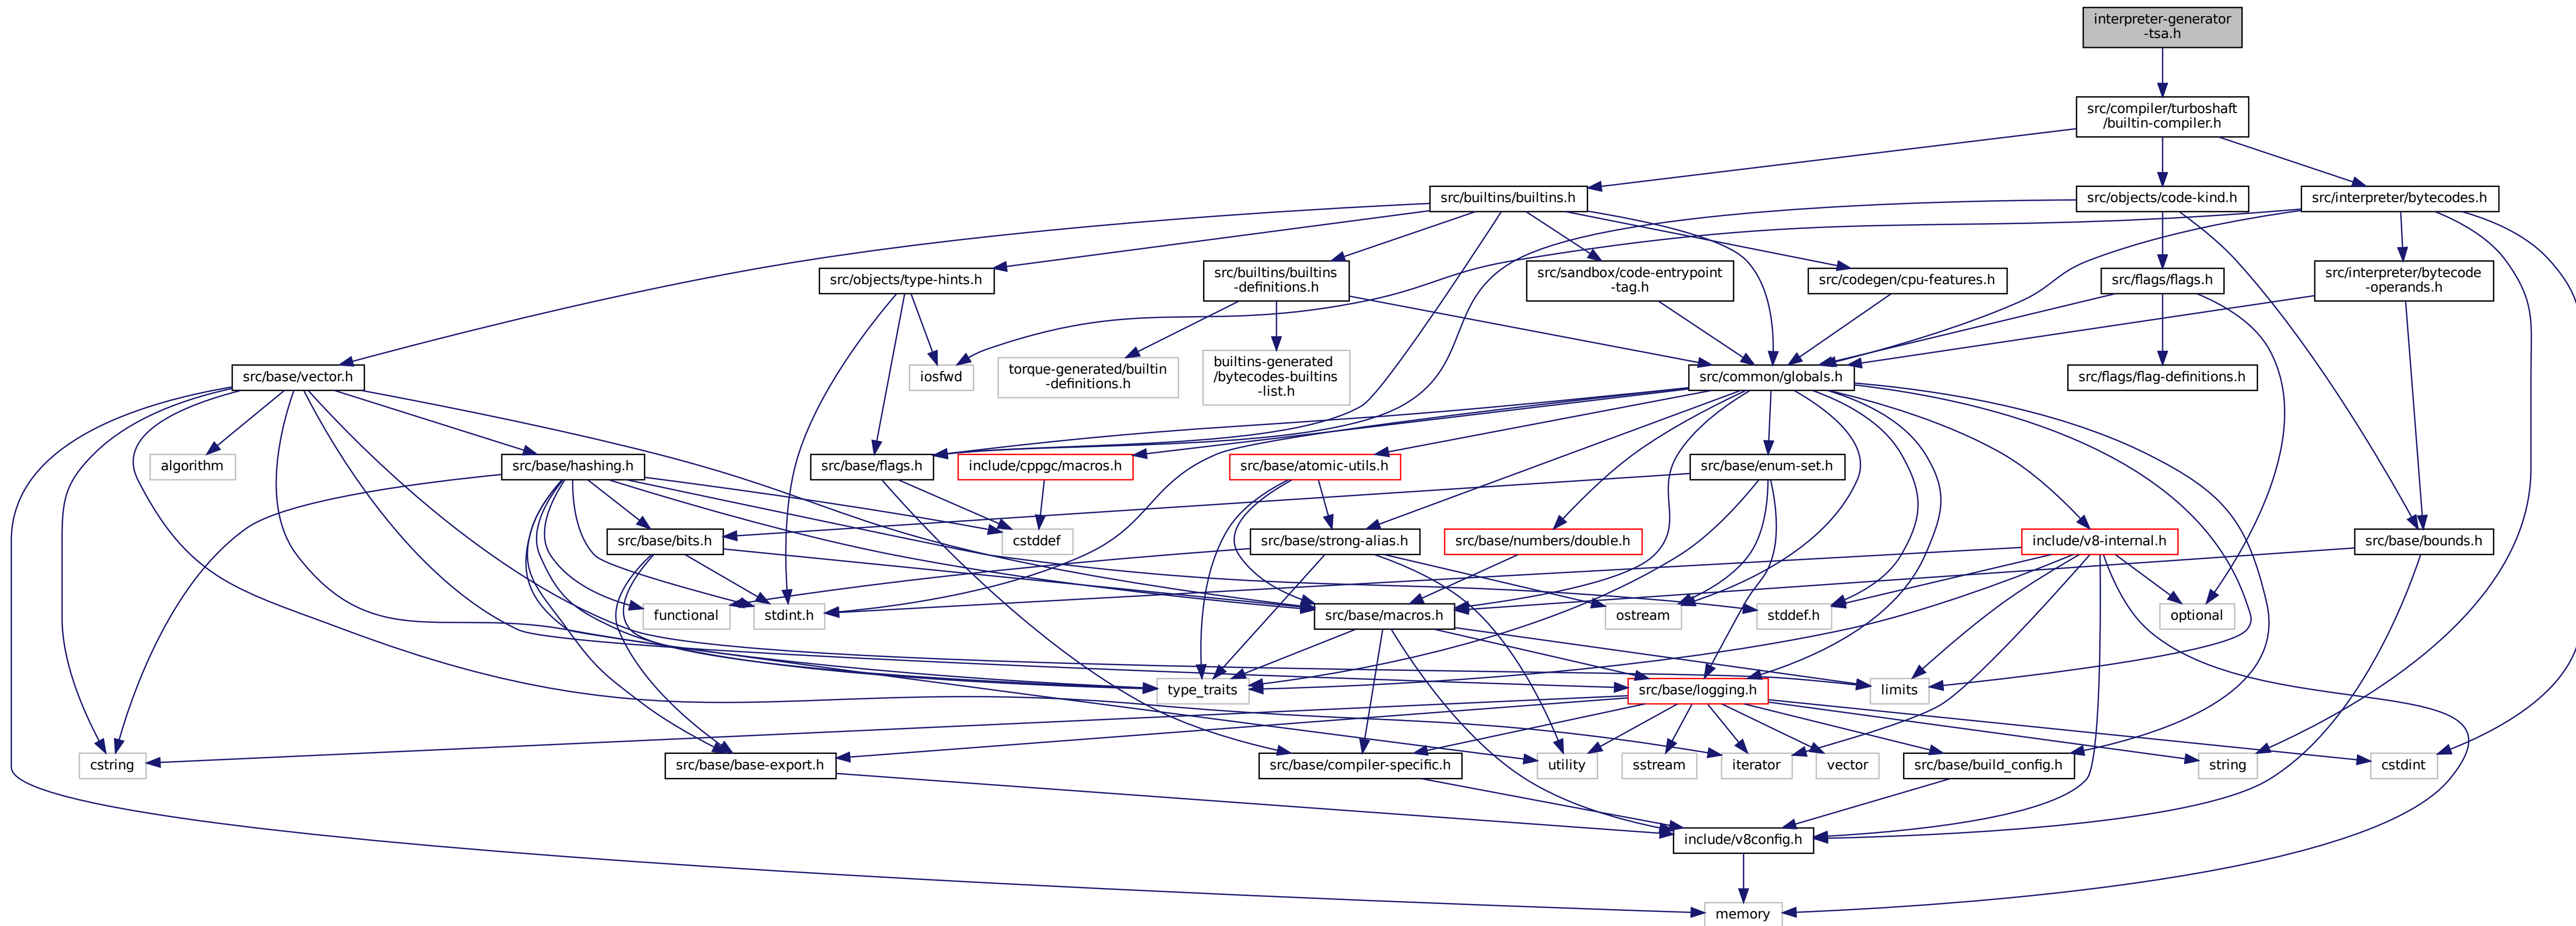 interpreter-generator
-tsa.h
src/compiler/turboshaft
/builtin-compiler.h
src/builtins/builtins.h
src/objects/code-kind.h
src/interpreter/bytecodes.h
src/objects/type-hints.h
src/builtins/builtins
-definitions.h
src/sandbox/code-entrypoint
-tag.h
src/codegen/cpu-features.h
src/flags/flags.h
src/interpreter/bytecode
-operands.h
src/base/vector.h
iosfwd
torque-generated/builtin
-definitions.h
builtins-generated
/bytecodes-builtins
-list.h
src/common/globals.h
src/flags/flag-definitions.h
algorithm
src/base/hashing.h
src/base/flags.h
include/cppgc/macros.h
src/base/atomic-utils.h
src/base/enum-set.h
src/base/bits.h
cstddef
src/base/strong-alias.h
src/base/numbers/double.h
include/v8-internal.h
src/base/bounds.h
functional
stdint.h
src/base/macros.h
ostream
stddef.h
optional
type_traits
src/base/logging.h
limits
cstring
src/base/base-export.h
src/base/compiler-specific.h
utility
sstream
iterator
vector
src/base/build_config.h
string
cstdint
include/v8config.h
memory